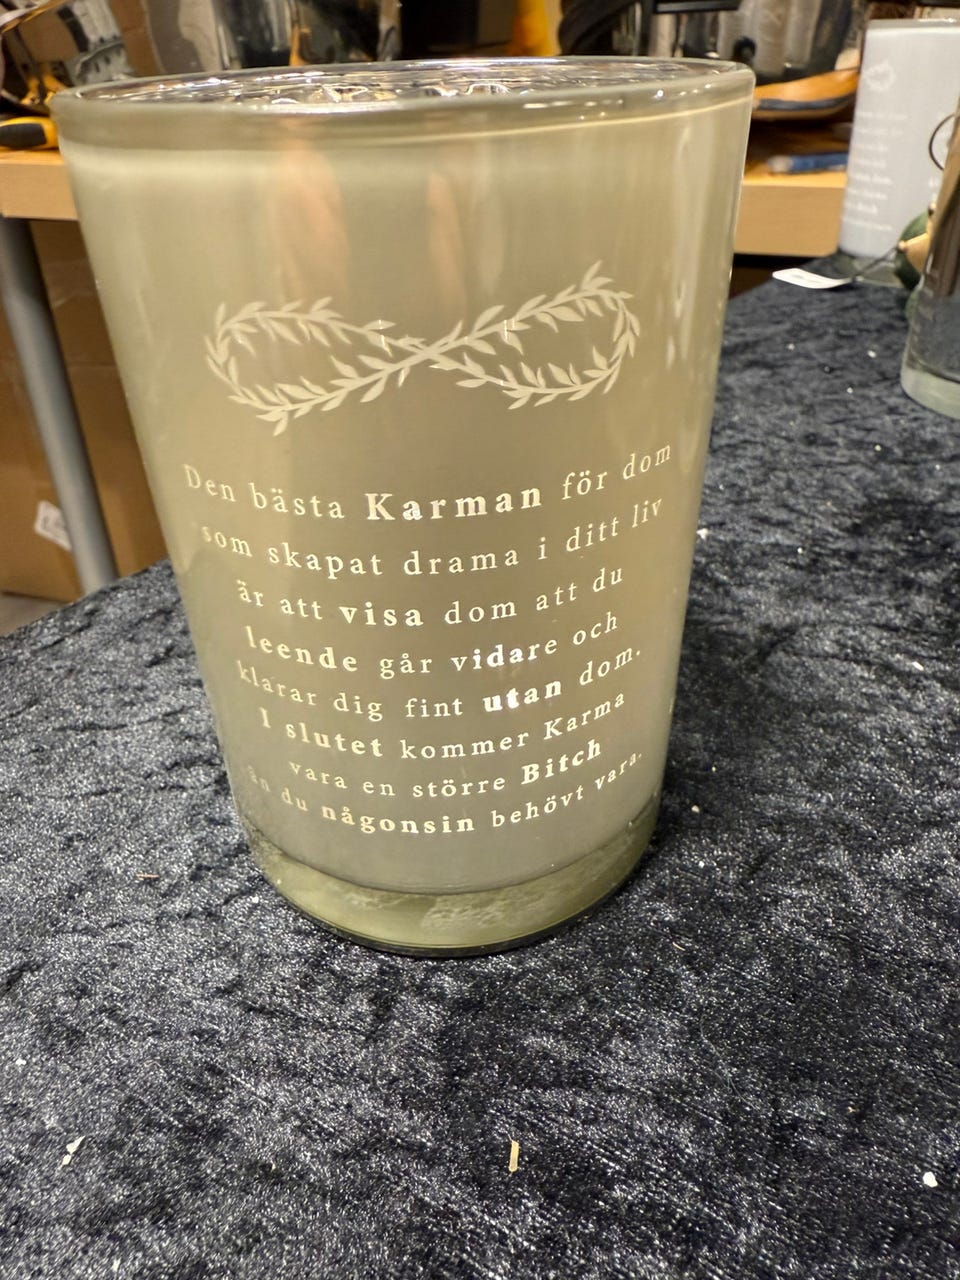 Den bästa Karman för dom
som skapat drama i ditt liv
är att visa dom att du
leende går vidare och
klarar dig fint utan dom.
I slutet kommer Karma
vara en större Bitch
än du någonsin behövt vara.